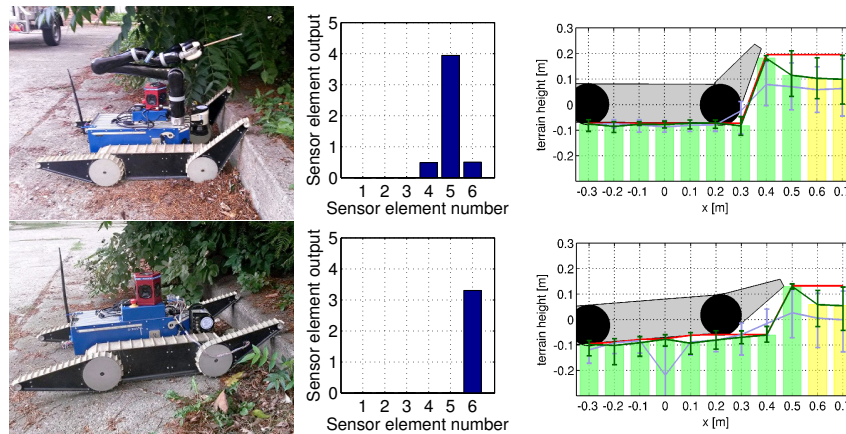 5
4
3
2
1
0
1 2 3 4 5 6
Sensor element number
Sensor element output
0.3
0.2
0.1
0
-0.1
-0.2
-0.3 -0.2 -0.1 0 0.1 0.2 0.3 0.4 0.5 0.6 0.7
x [m]
terrain height [m]
5
4
3
2
1
0
1 2 3 4 5 6
Sensor element number
Sensor element output
0.3
0.2
0.1
0
-0.1
-0.2
-0.3 -0.2 -0.1 0 0.1 0.2 0.3 0.4 0.5 0.6 0.7
x [m]
terrain height [m]